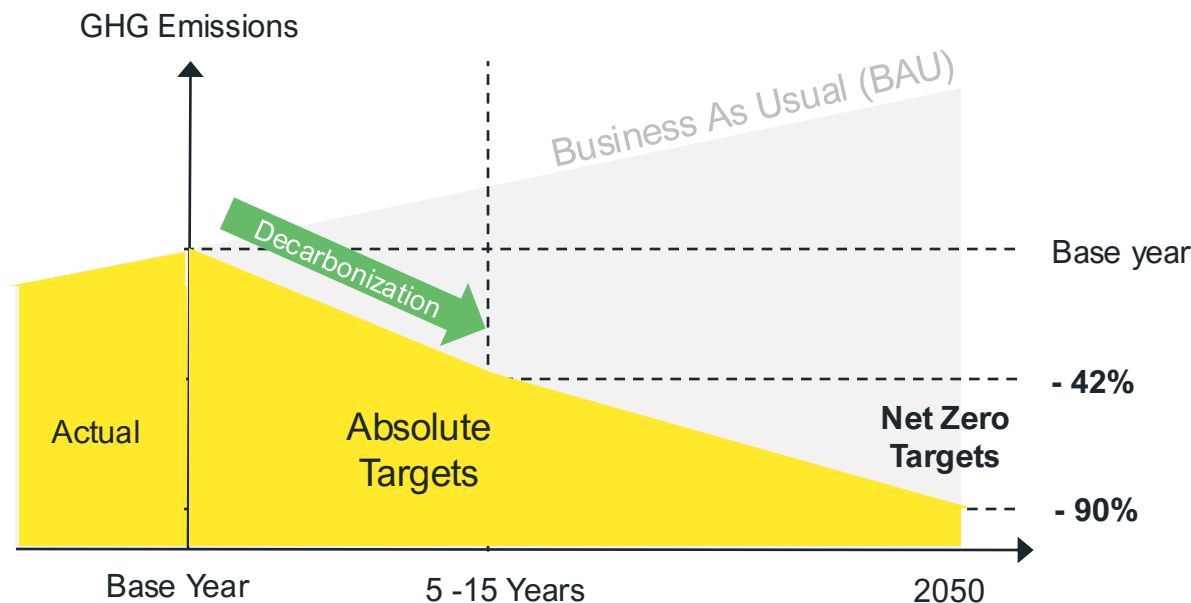 GHG Emissions
Business As Usual (BAU)
Decarbonization
Base year
- 42%
Actual
Absolute
Targets
Net Zero
Targets
- 90%
Base Year
5 -15 Years
2050